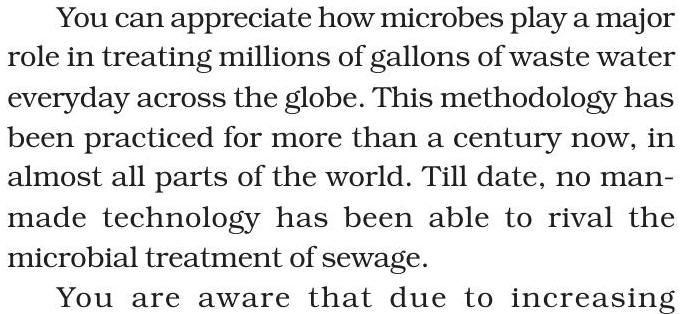 You can appreciate how microbes play a major
role in treating millions of gallons of waste water
everyday across the globe. This methodology has
been practiced for more than a century now, in
almost all parts of the world. Till date, no man-
made technology has been able to rival the
microbial treatment of sewage.
You are aware that due to increasing